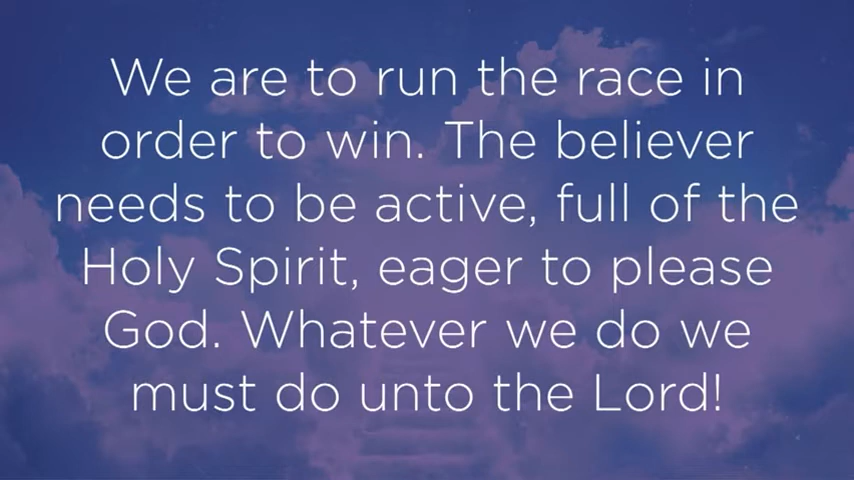 We are to run the race in
order to win. The believer
needs to be active, full of the
Holy Spirit, eager to please
God. Whatever we do we
must do unto the Lord!